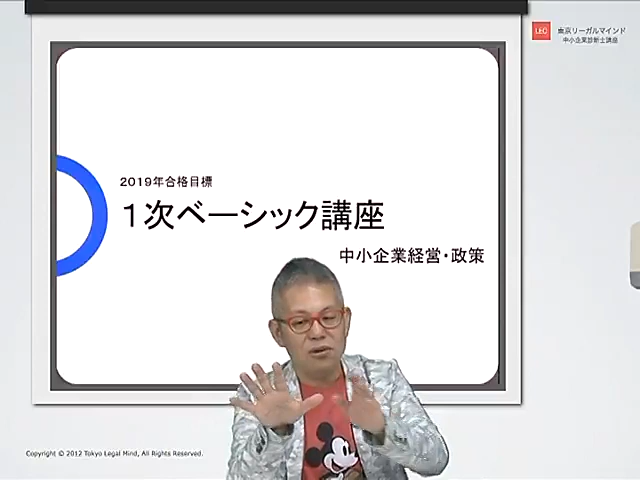 LEC 東京リーガルマインド
中小企業診断士講座
2019年合格目標
1次ベーシック講座
中小企業経営・政策
Copyright © 2012 Tokyo Legal Mind, All Rights Reserved.